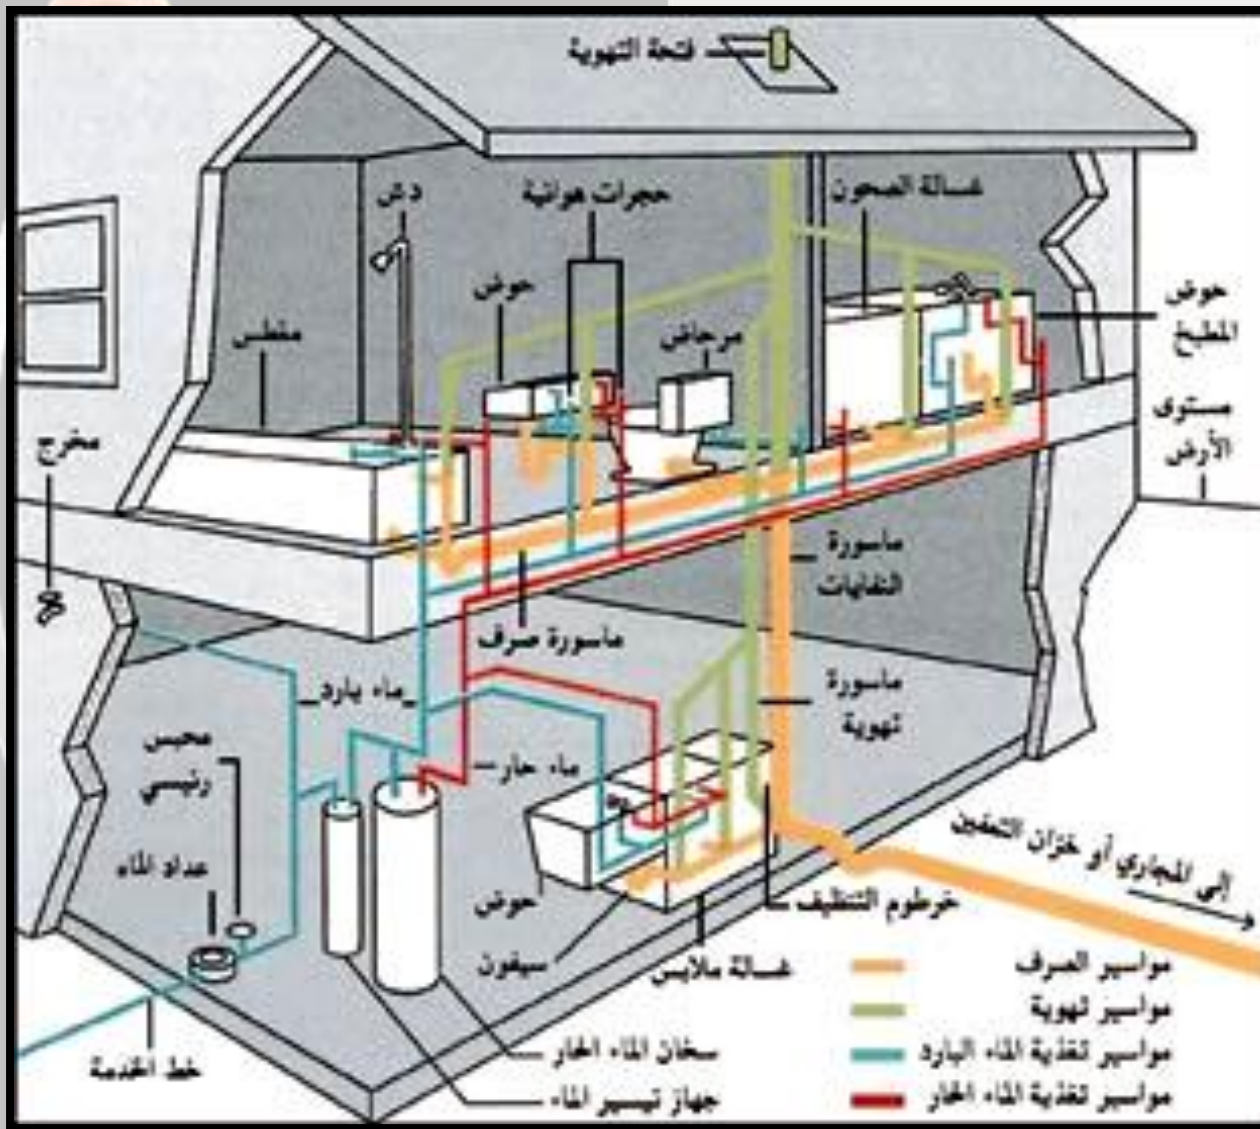 فتحة التهوية
دش
حجرات هوائية
غسالة الصحون
حوض
مغطس
مرحاض
حوض
المطبخ
مخرج
مستوى
الأرض
ماسورة
النفايات
ماسورة صرف
ماء بارد
ماسورة
تهوية
محبس
رئيسي
ماء حار
عداد الماء
إلى المجاري أو خزان التعفين
حوض
خرطوم التنظيف
سيفون
غسالة ملابس
خط الخدمة
سخان الماء الحار
جهاز تيسير الماء
مواسير الصرف
مواسير تهوية
مواسير تغذية الماء البارد
مواسير تغذية الماء الحار